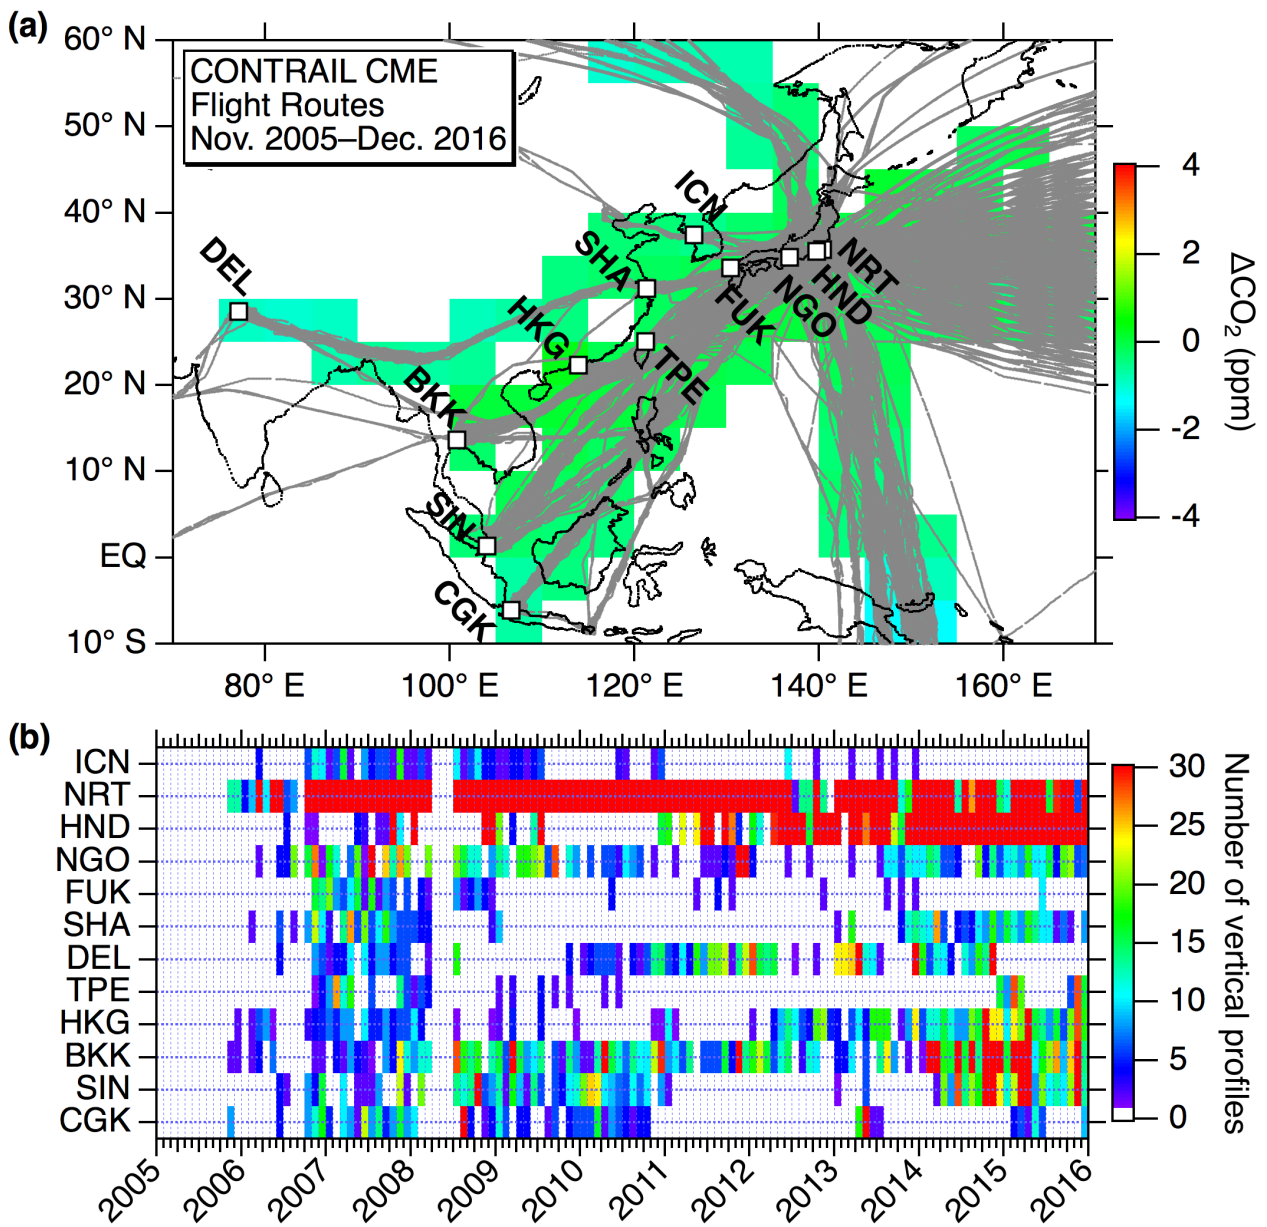 (a)
60° N
50° N
40° N
30° N
20° N
10° N
EQ
10° S
CONTRAIL CME
Flight Routes
Nov. 2005–Dec. 2016
DEL
BKK
SIN
CGK
HKG
SHA
ICN
TPE
FUK
NGO
HND
NRT
80° E
100° E
120° E
140° E
160° E
4
2
0
-2
-4
ΔCO₂ (ppm)
(b)
ICN
NRT
HND
NGO
FUK
SHA
DEL
TPE
HKG
BKK
SIN
CGK
2005
2006
2007
2008
2009
2010
2011
2012
2013
2014
2015
2016
30
25
20
15
10
5
0
Number of vertical profiles